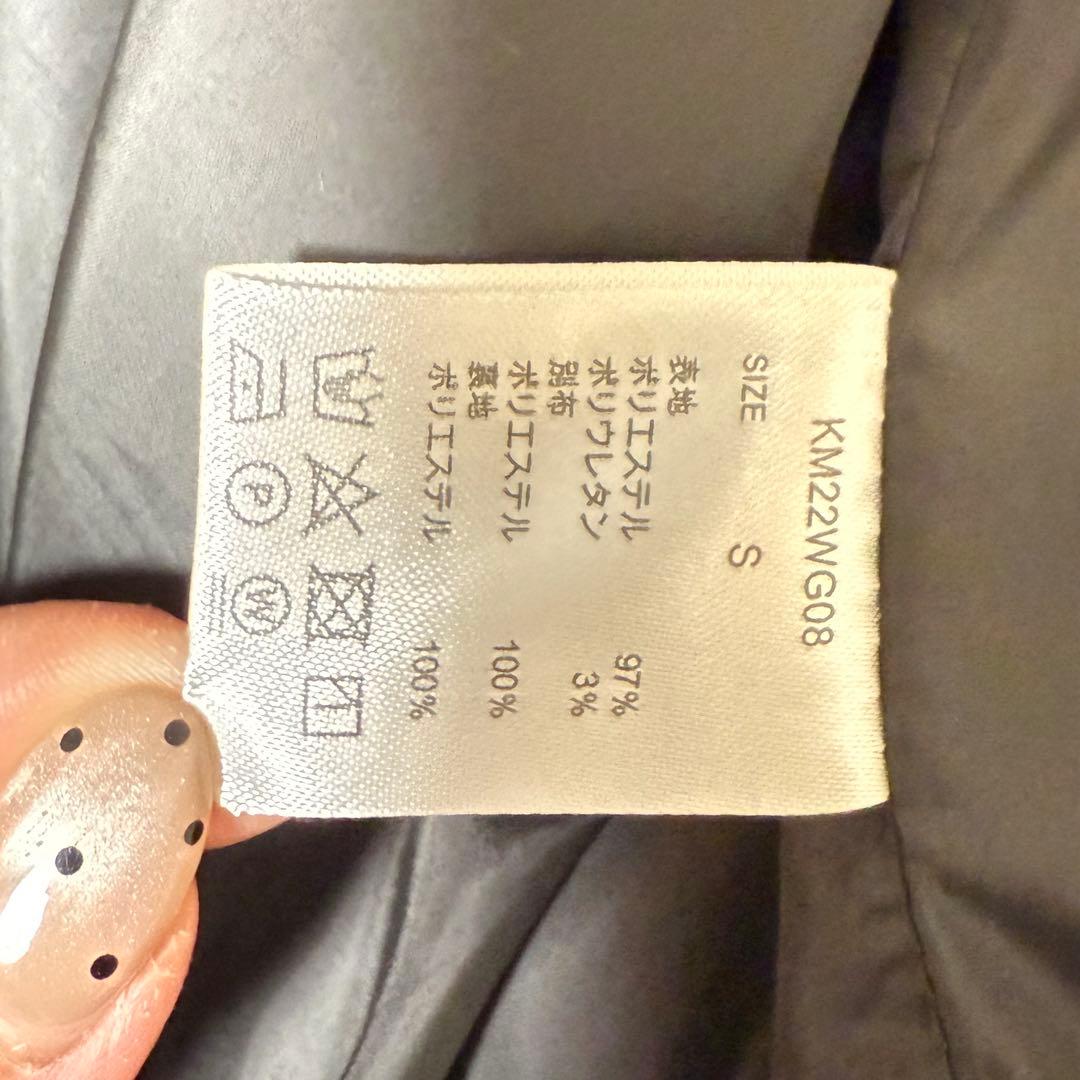 KM22WG08
SIZE S
表地
ポリエステル 97%
ポリウレタン 3%
別布
ポリエステル 100%
裏地
ポリエステル 100%
P
W